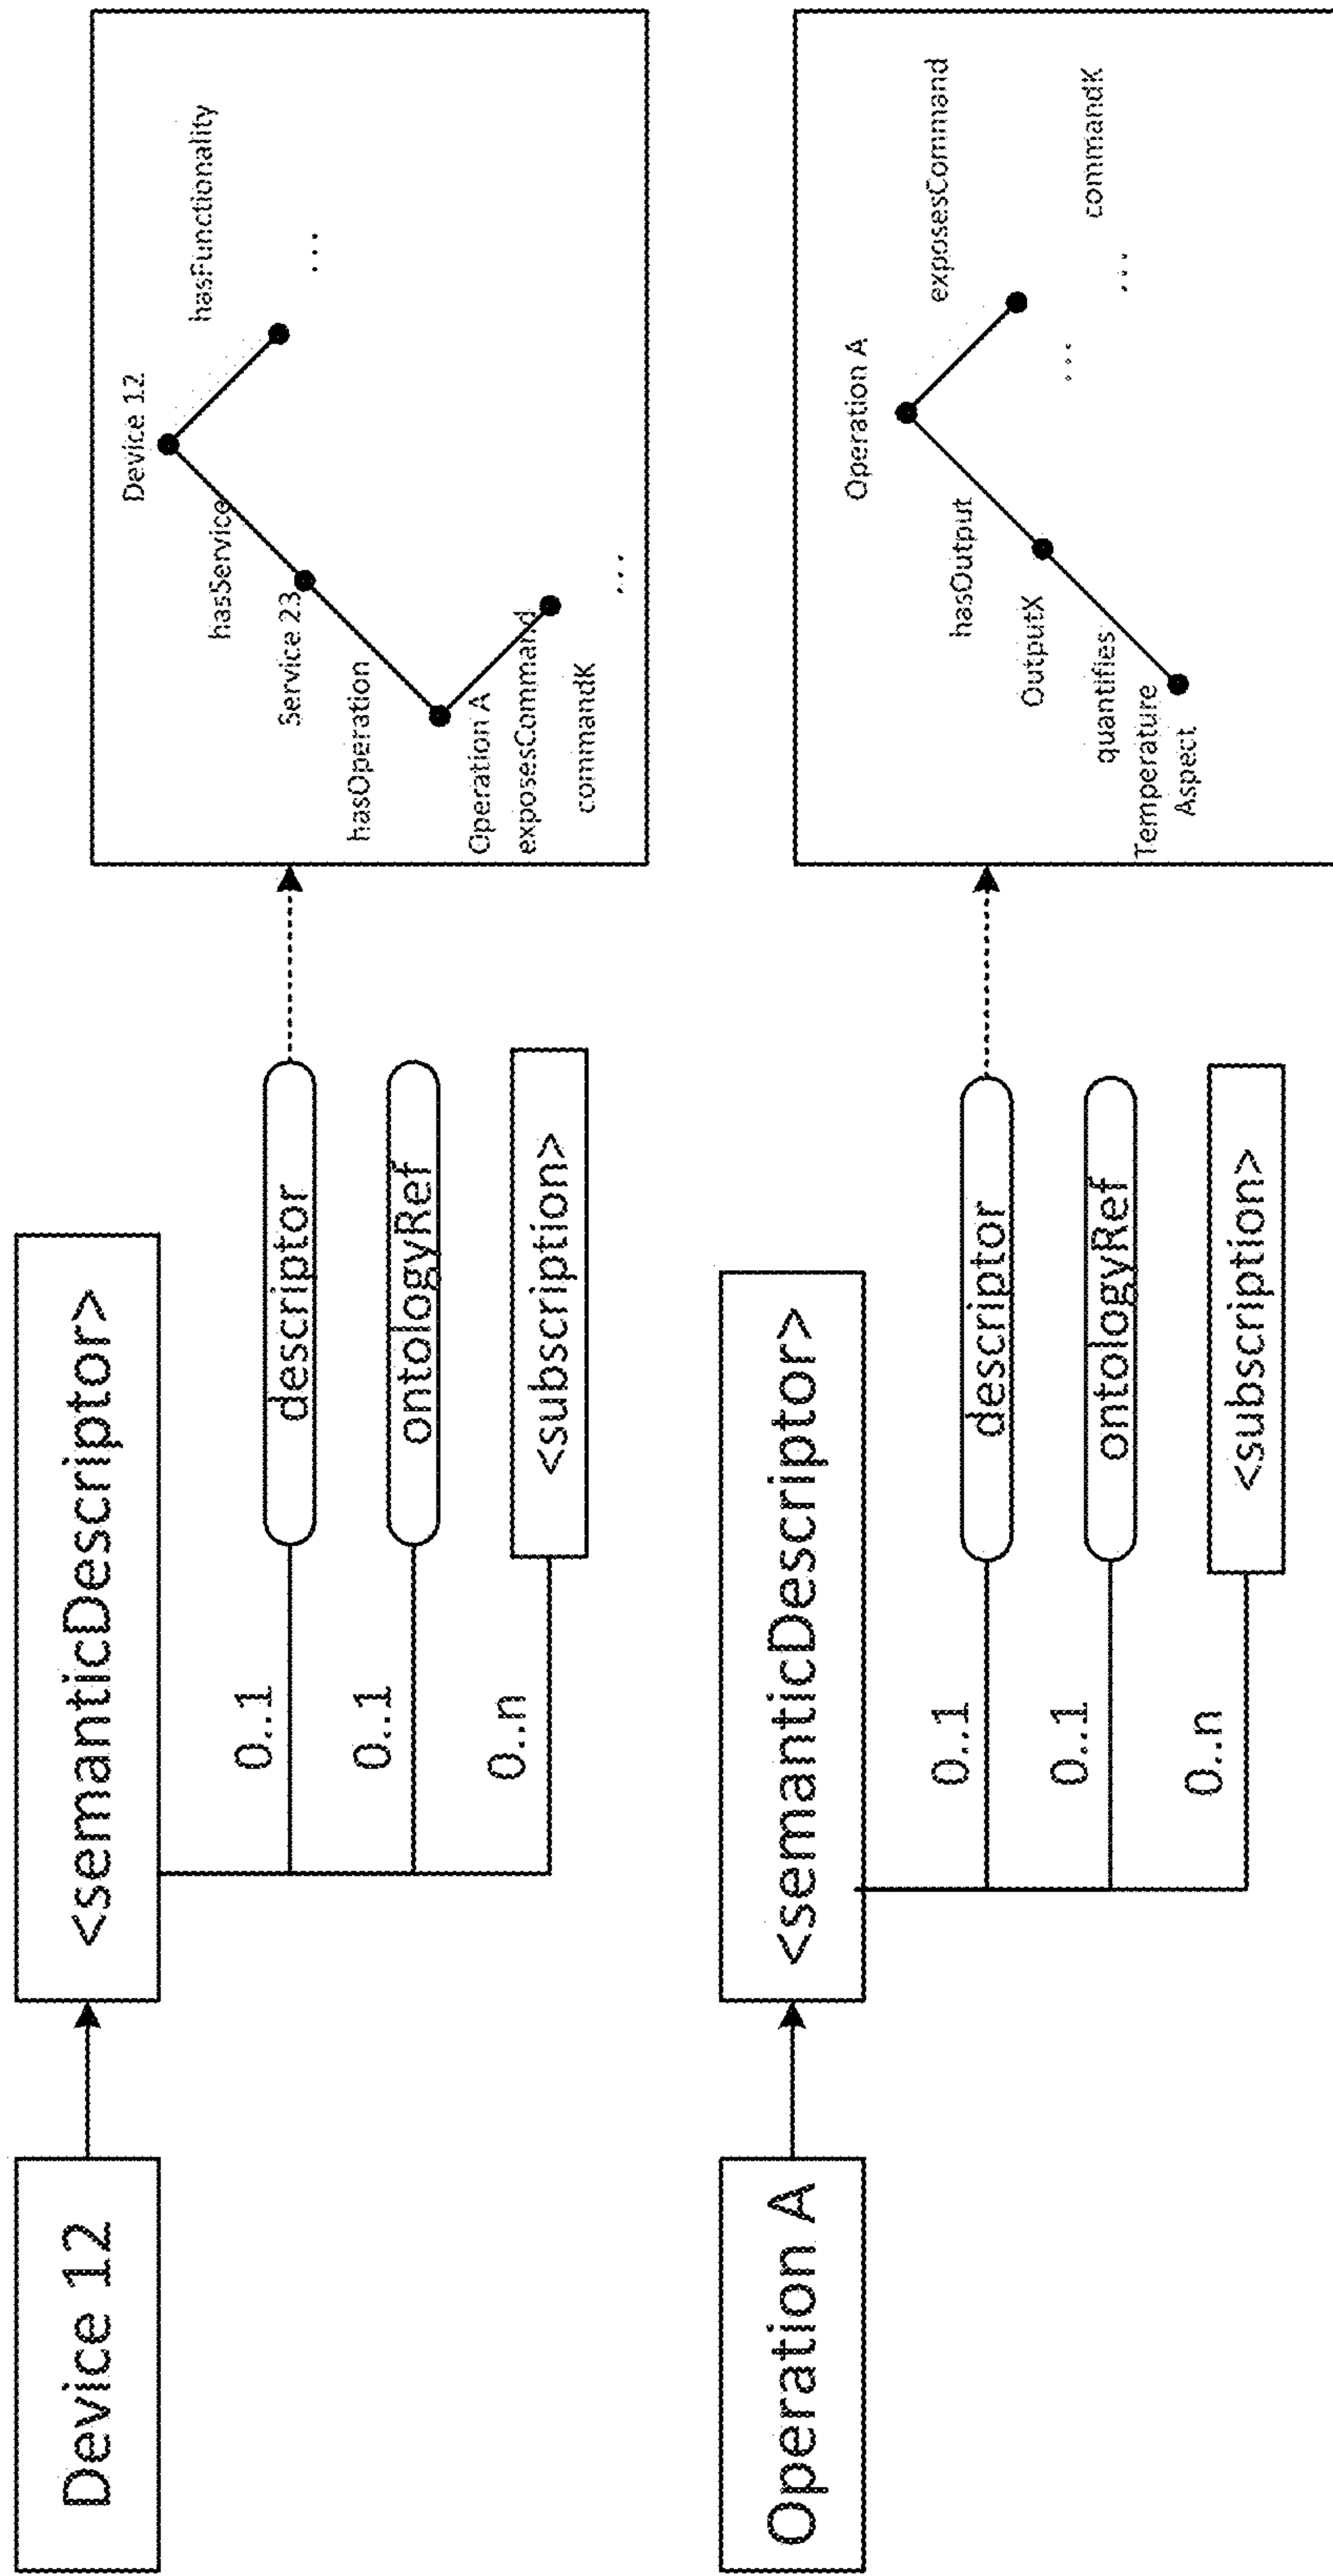 Device 12
<semanticDescriptor>
0..1
descriptor
0..1
ontologyRef
0..n
<subscription>
Device 12
hasService
hasFunctionality
Service 23
...
hasOperation
Operation A
exposesCommand
commandK
...
Operation A
<semanticDescriptor>
0..1
descriptor
0..1
ontologyRef
0..n
<subscription>
Operation A
hasOutput
exposesCommand
OutputX
...
quantifies
commandK
...
Temperature
Aspect